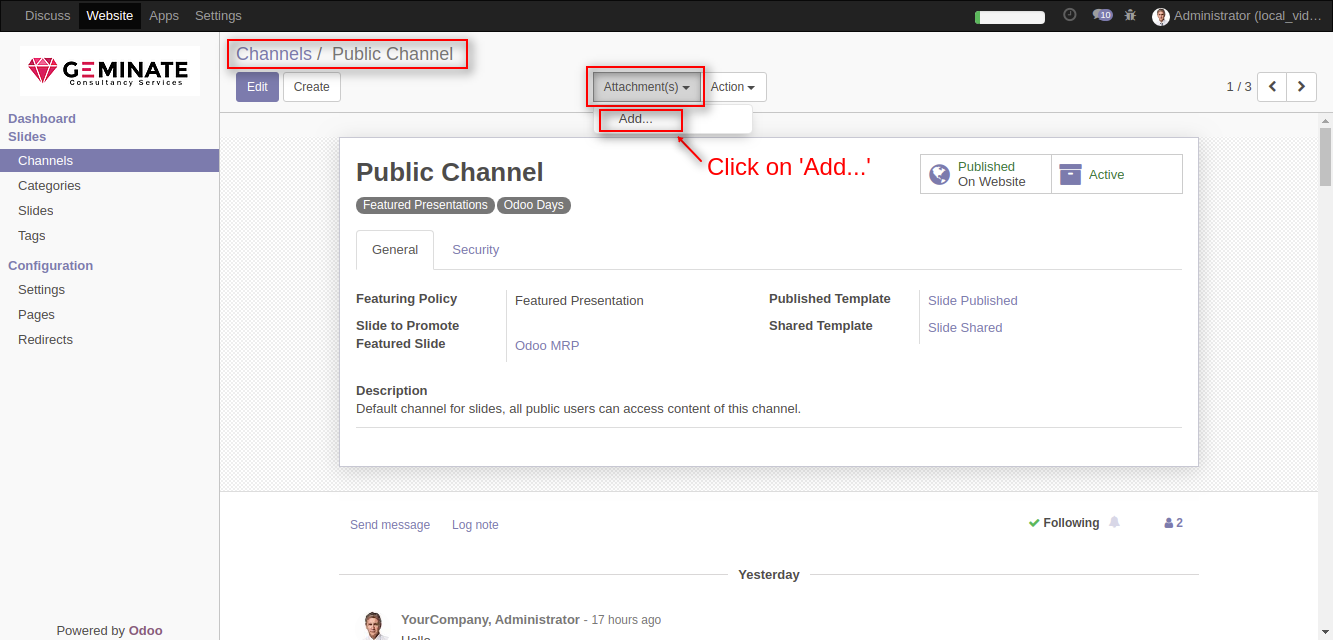 Discuss Website Apps Settings
10
Administrator (local_vid…
GEMINATE
Consultancy Services
Channels / Public Channel
Edit Create
Attachment(s) Action
1 / 3
Add...
Click on 'Add...'
Dashboard
Slides
Channels
Categories
Slides
Tags
Configuration
Settings
Pages
Redirects
Powered by Odoo
Public Channel
Featured Presentations Odoo Days
Published
On Website
Active
General Security
Featuring Policy Featured Presentation
Slide to Promote
Featured Slide Odoo MRP
Published Template Slide Published
Shared Template Slide Shared
Description
Default channel for slides, all public users can access content of this channel.
Send message Log note
Following 2
Yesterday
YourCompany, Administrator - 17 hours ago
Hello